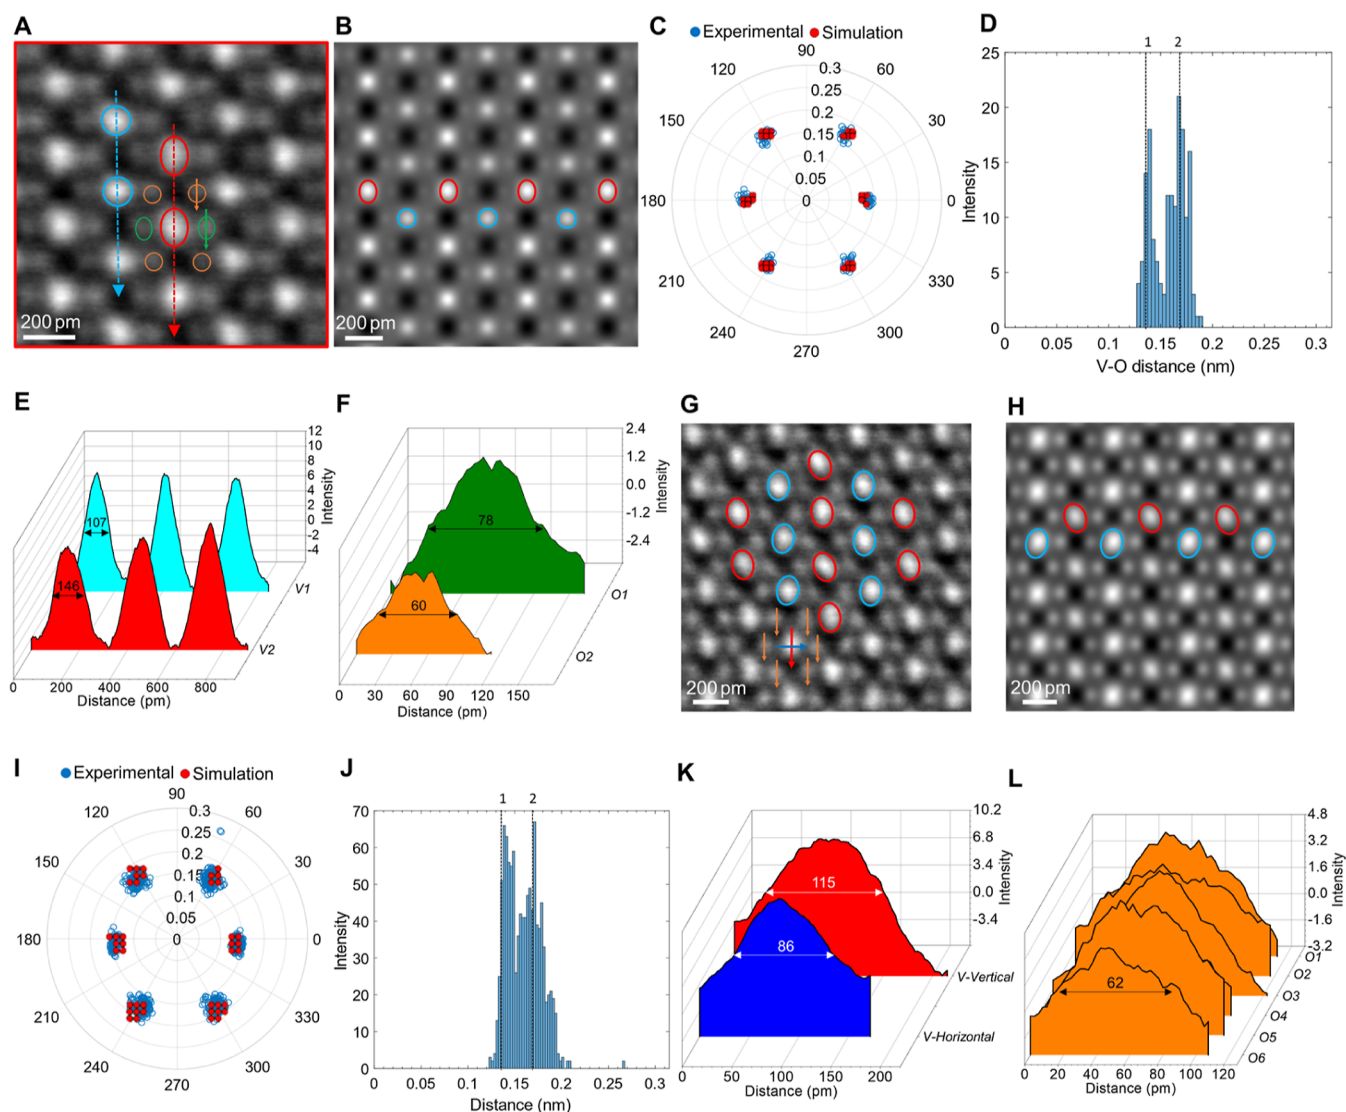 A
200 pm
B
200 pm
C
Experimental Simulation
90
120 0.3 60
0.25
0.2
150 0.15 30
0.1
0.05
180 0 0
210 330
240 300
270
D
1 2
25
20
15
10
5
0
Intensity
0 0.05 0.1 0.15 0.2 0.25 0.3
V-O distance (nm)
E
12
10
8
6
4
2
0
-2
-4
Intensity
107
146
V1
V2
0 200 400 600 800
Distance (pm)
F
2.4
1.2
0.0
-1.2
-2.4
Intensity
78
60
O1
O2
0 30 60 90 120 150
Distance (pm)
G
200 pm
H
200 pm
I
Experimental Simulation
90
120 0.3 60
0.25
0.2
150 0.15 30
0.1
0.05
180 0 0
210 330
240 300
270
J
1 2
70
60
50
40
30
20
10
0
Intensity
0 0.05 0.1 0.15 0.2 0.25 0.3
Distance (nm)
K
10.2
6.8
3.4
0.0
-3.4
Intensity
115
86
V-Vertical
V-Horizontal
0 50 100 150 200
Distance (pm)
L
4.8
3.2
1.6
0.0
-1.6
-3.2
Intensity
62
O1
O2
O3
O4
O5
O6
0 20 40 60 80 100 120
Distance (pm)